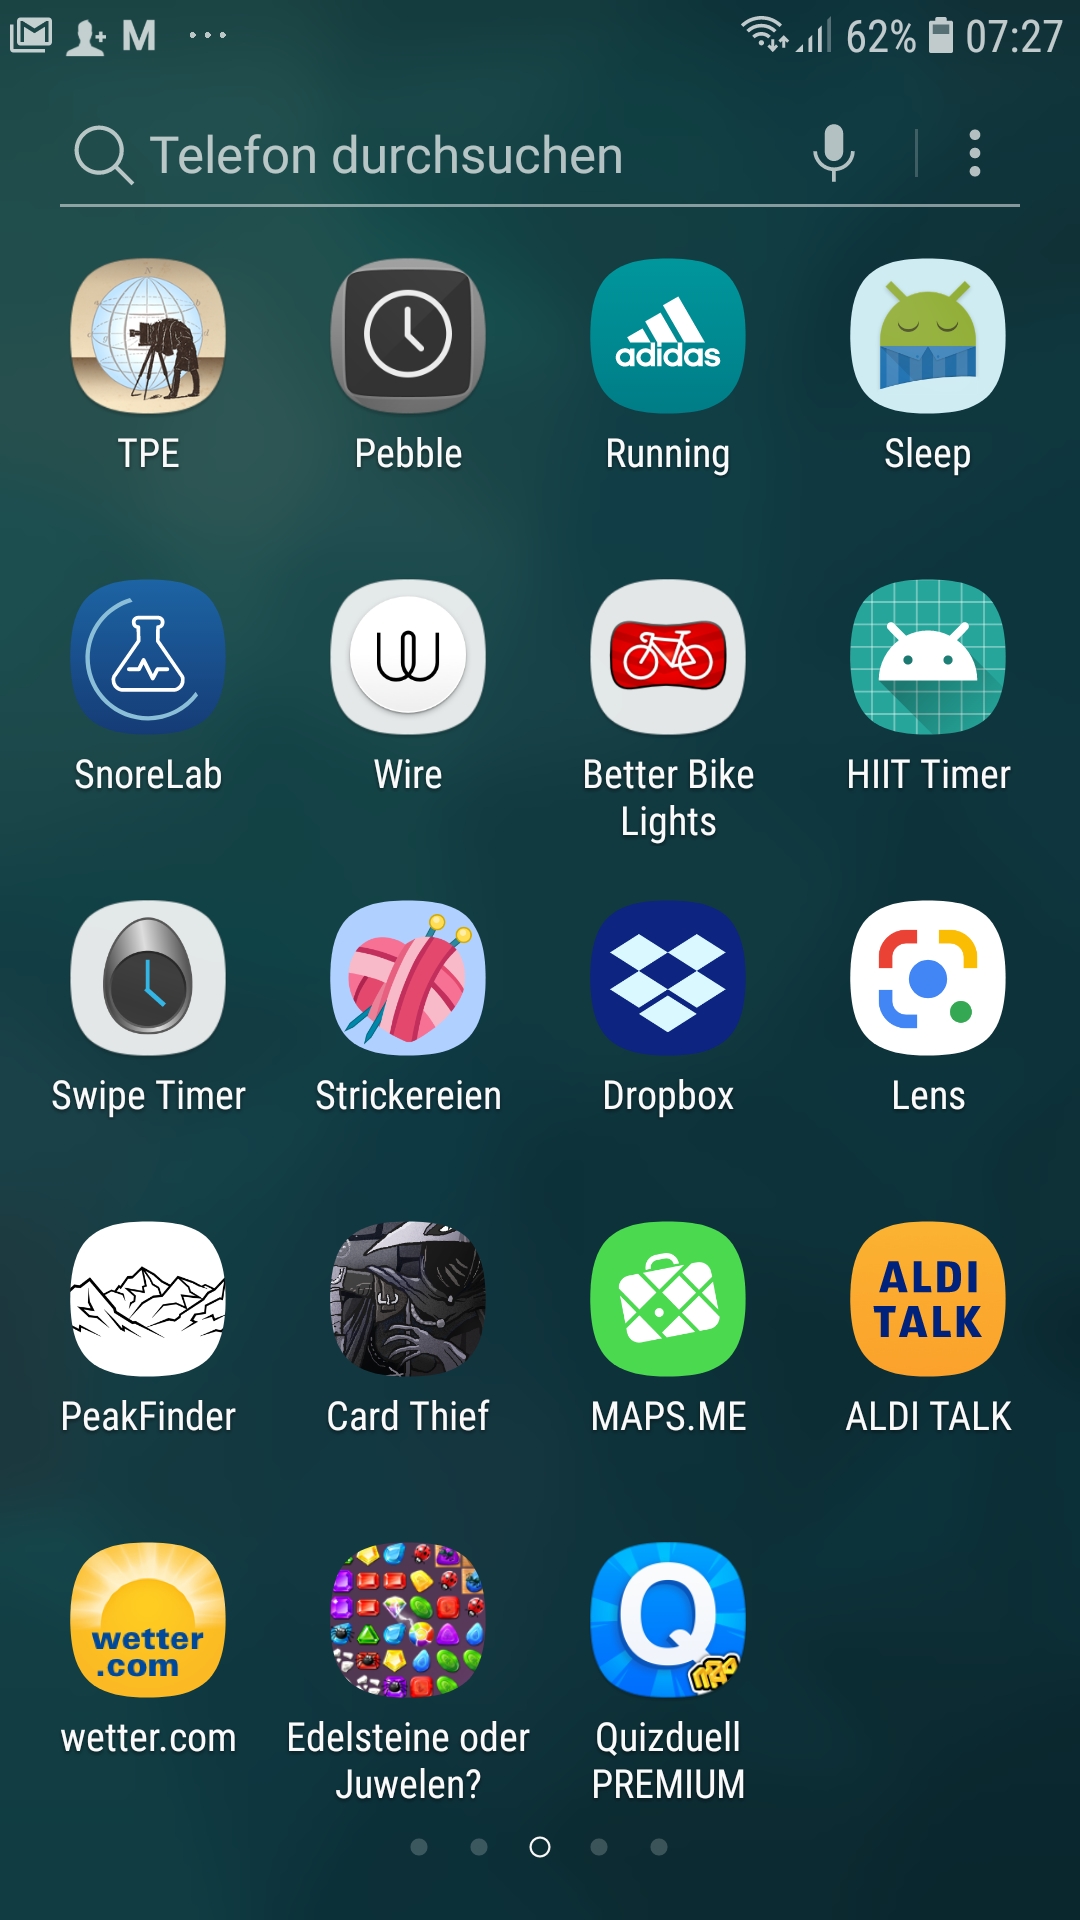 M ... 62% 07:27
Telefon durchsuchen
adidas
TPE Pebble Running Sleep
SnoreLab Wire Better Bike Lights HIIT Timer
Swipe Timer Strickereien Dropbox Lens
ALDI
TALK
PeakFinder Card Thief MAPS.ME ALDI TALK
wetter
.com
Q
wetter.com Edelsteine oder Juwelen? Quizduell PREMIUM